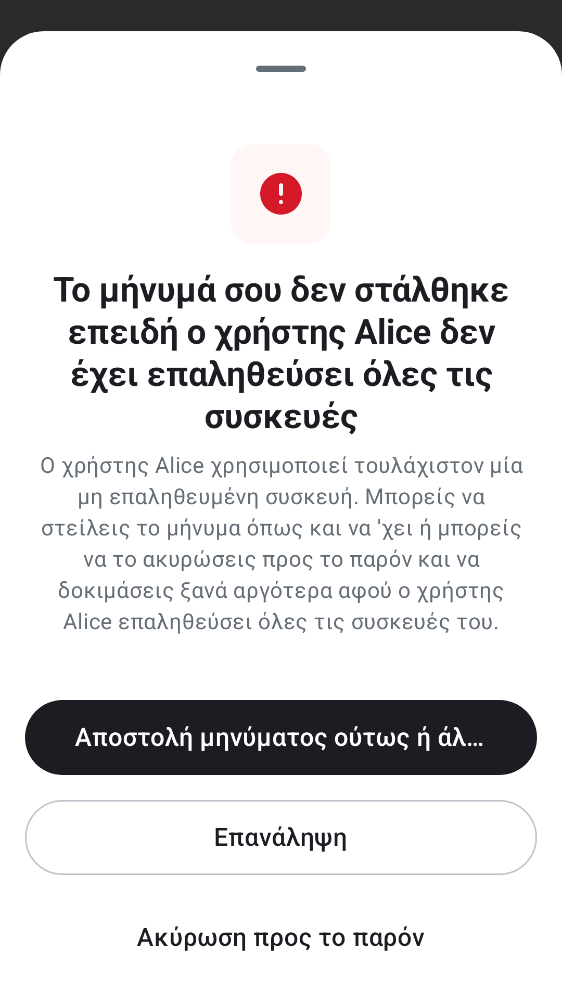 Το μήνυμά σου δεν στάλθηκε
επειδή ο χρήστης Alice δεν
έχει επαληθεύσει όλες τις
συσκευές
Ο χρήστης Alice χρησιμοποιεί τουλάχιστον μία
μη επαληθευμένη συσκευή. Μπορείς να
στείλεις το μήνυμα όπως και να 'χει ή μπορείς
να το ακυρώσεις προς το παρόν και να
δοκιμάσεις ξανά αργότερα αφού ο χρήστης
Alice επαληθεύσει όλες τις συσκευές του.
Αποστολή μηνύματος ούτως ή άλ...
Επανάληψη
Ακύρωση προς το παρόν